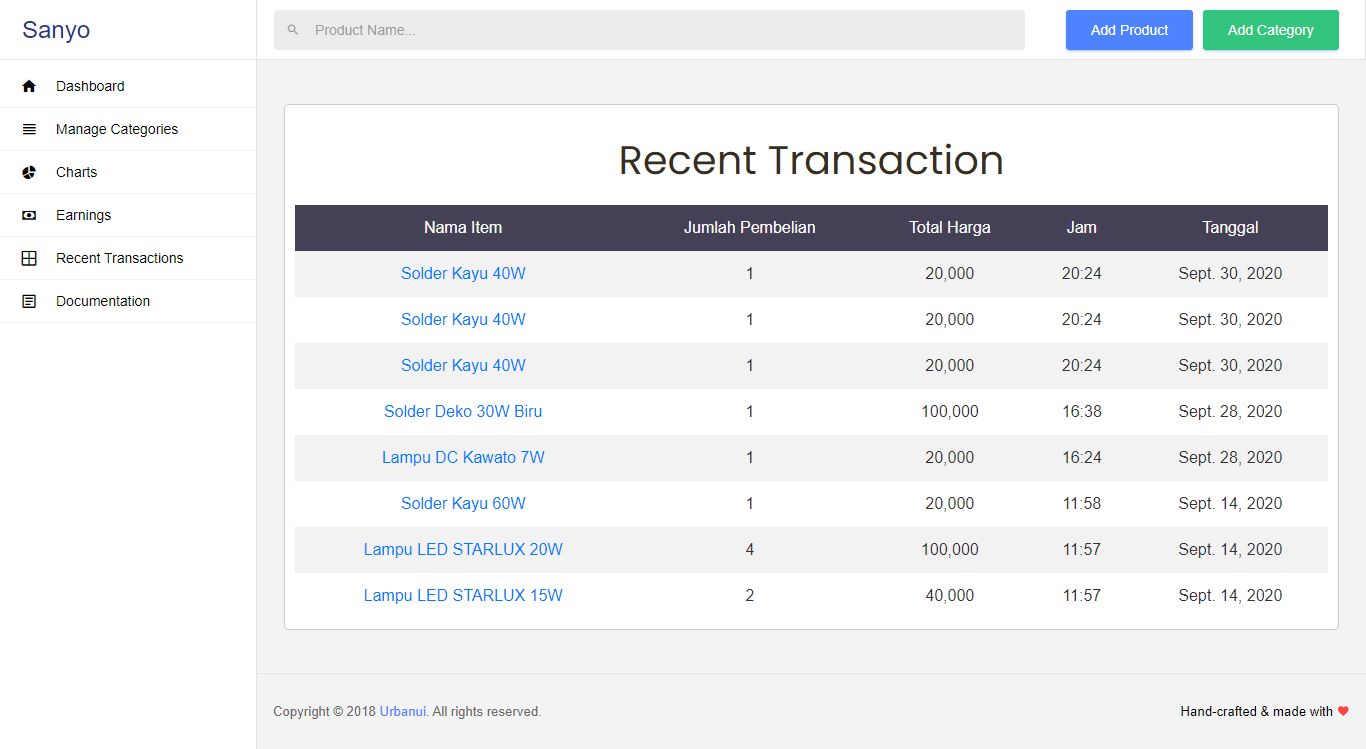 Sanyo
Product Name...
Add Product
Add Category
Dashboard
Manage Categories
Charts
Earnings
Recent Transactions
Documentation
Recent Transaction
Nama Item Jumlah Pembelian Total Harga Jam Tanggal
Solder Kayu 40W 1 20,000 20:24 Sept. 30, 2020
Solder Kayu 40W 1 20,000 20:24 Sept. 30, 2020
Solder Kayu 40W 1 20,000 20:24 Sept. 30, 2020
Solder Deko 30W Biru 1 100,000 16:38 Sept. 28, 2020
Lampu DC Kawato 7W 1 20,000 16:24 Sept. 28, 2020
Solder Kayu 60W 1 20,000 11:58 Sept. 14, 2020
Lampu LED STARLUX 20W 4 100,000 11:57 Sept. 14, 2020
Lampu LED STARLUX 15W 2 40,000 11:57 Sept. 14, 2020
Copyright © 2018 Urbanui. All rights reserved.
Hand-crafted & made with ♥